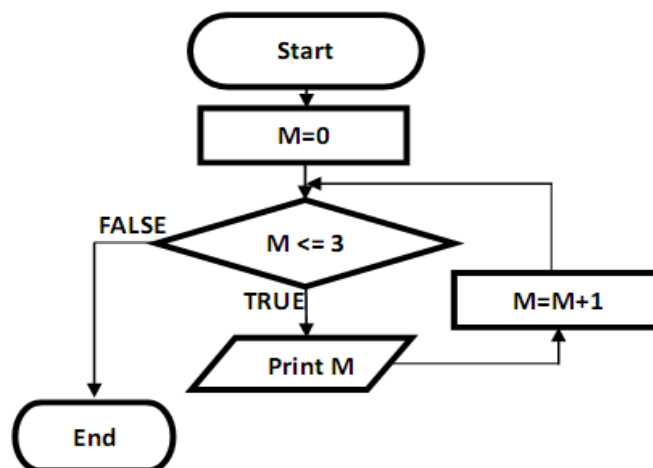 Start
M=0
FALSE
M <= 3
TRUE
M=M+1
Print M
End